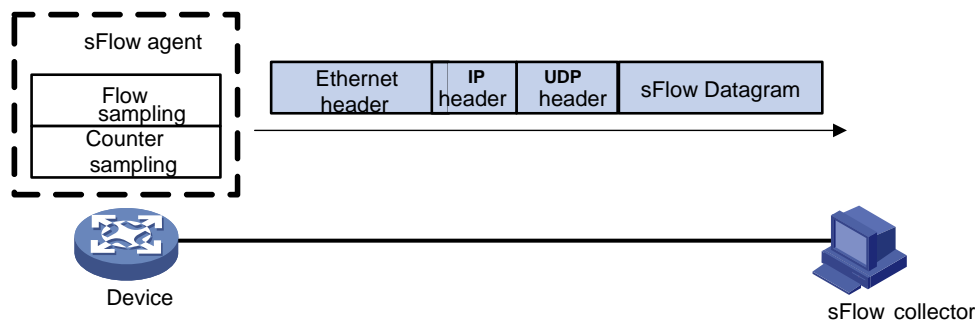 sFlow agent
Flow
sampling
Counter
sampling
Ethernet
header
IP
header
UDP
header
sFlow Datagram
Device
sFlow collector